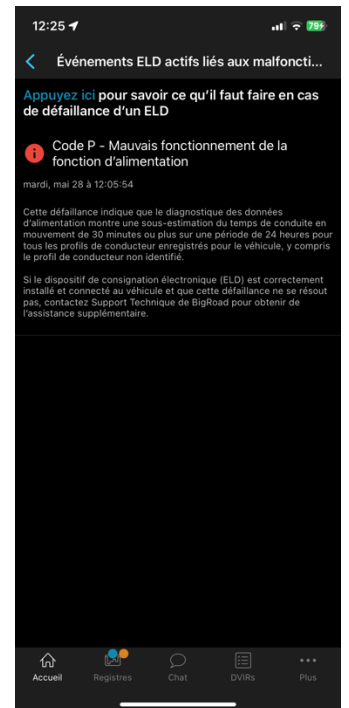 12:25
79
Événements ELD actifs liés aux malfoncti...
Appuyez ici pour savoir ce qu'il faut faire en cas
de défaillance d'un ELD
Code P - Mauvais fonctionnement de la
fonction d'alimentation
mardi, mai 28 à 12:05:54
Cette défaillance indique que le diagnostique des données
d'alimentation montre une sous-estimation du temps de conduite en
mouvement de 30 minutes ou plus sur une période de 24 heures pour
tous les profils de conducteur enregistrés pour le véhicule, y compris
le profil de conducteur non identifié.
Si le dispositif de consignation électronique (ELD) est correctement
installé et connecté au véhicule et que cette défaillance ne se résout
pas, contactez Support Technique de BigRoad pour obtenir de
l'assistance supplémentaire.
Accueil Registres Chat DVIRs Plus